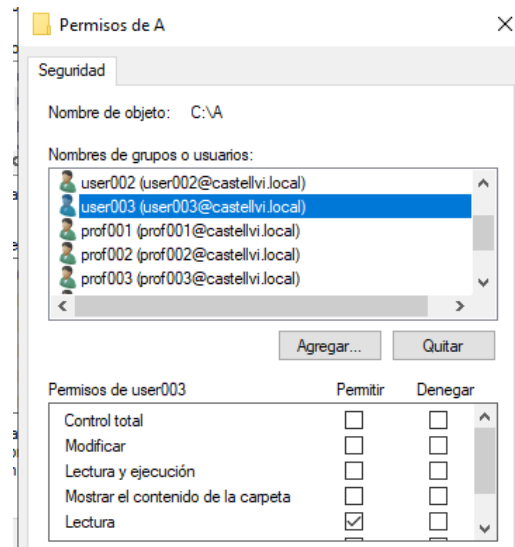 Permisos de A
Seguridad
Nombre de objeto: C:\A
Nombres de grupos o usuarios:
user002 (user002@castellvi.local)
user003 (user003@castellvi.local)
prof001 (prof001@castellvi.local)
prof002 (prof002@castellvi.local)
prof003 (prof003@castellvi.local)
Agregar... Quitar
Permisos de user003 Permitir Denegar
Control total
Modificar
Lectura y ejecución
Mostrar el contenido de la carpeta
Lectura